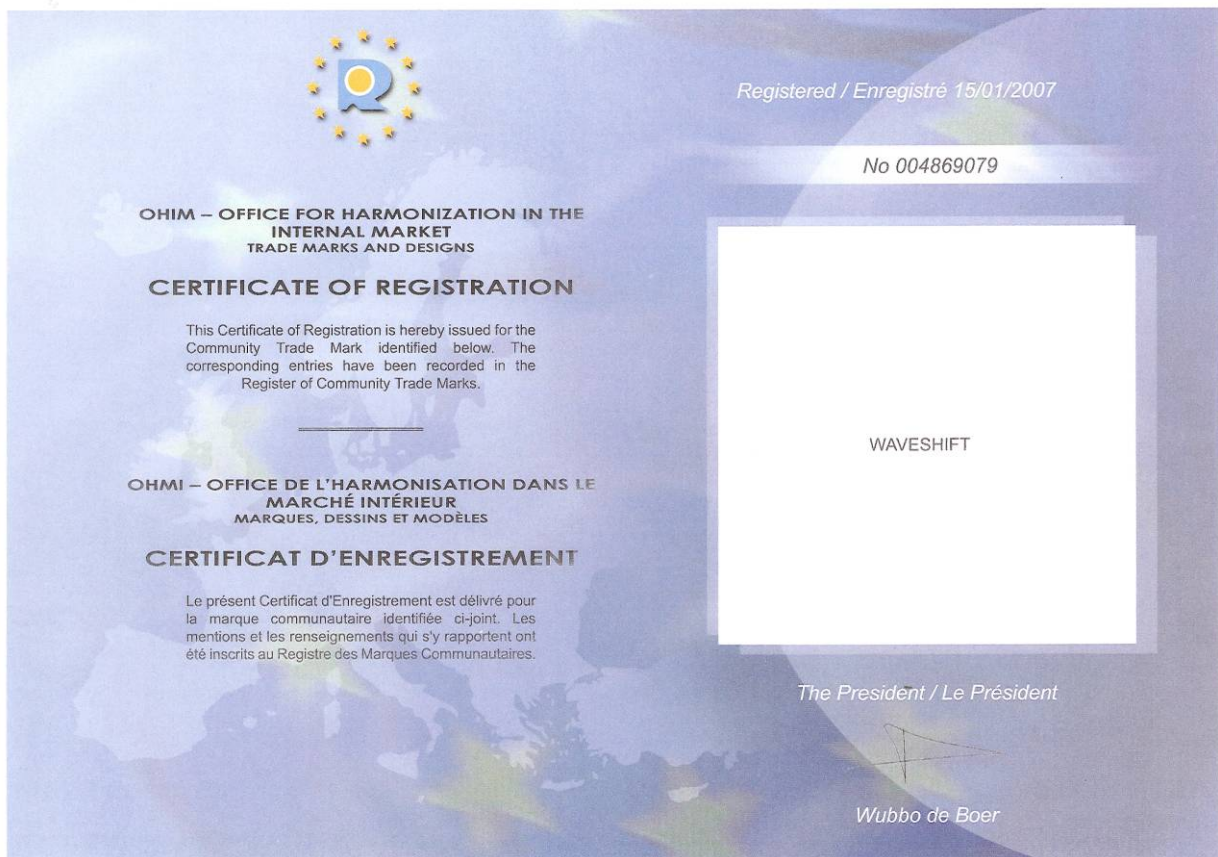 OHIM – OFFICE FOR HARMONIZATION IN THE
INTERNAL MARKET
TRADE MARKS AND DESIGNS
CERTIFICATE OF REGISTRATION
This Certificate of Registration is hereby issued for the
Community Trade Mark identified below. The
corresponding entries have been recorded in the
Register of Community Trade Marks.
OHMI – OFFICE DE L'HARMONISATION DANS LE
MARCHÉ INTÉRIEUR
MARQUES, DESSINS ET MODÈLES
CERTIFICAT D'ENREGISTREMENT
Le présent Certificat d'Enregistrement est délivré pour
la marque communautaire identifiée ci-joint. Les
mentions et les renseignements qui s'y rapportent ont
été inscrits au Registre des Marques Communautaires.
Registered / Enregistré 15/01/2007
No 004869079
WAVESHIFT
The President / Le Président
Wubbo de Boer